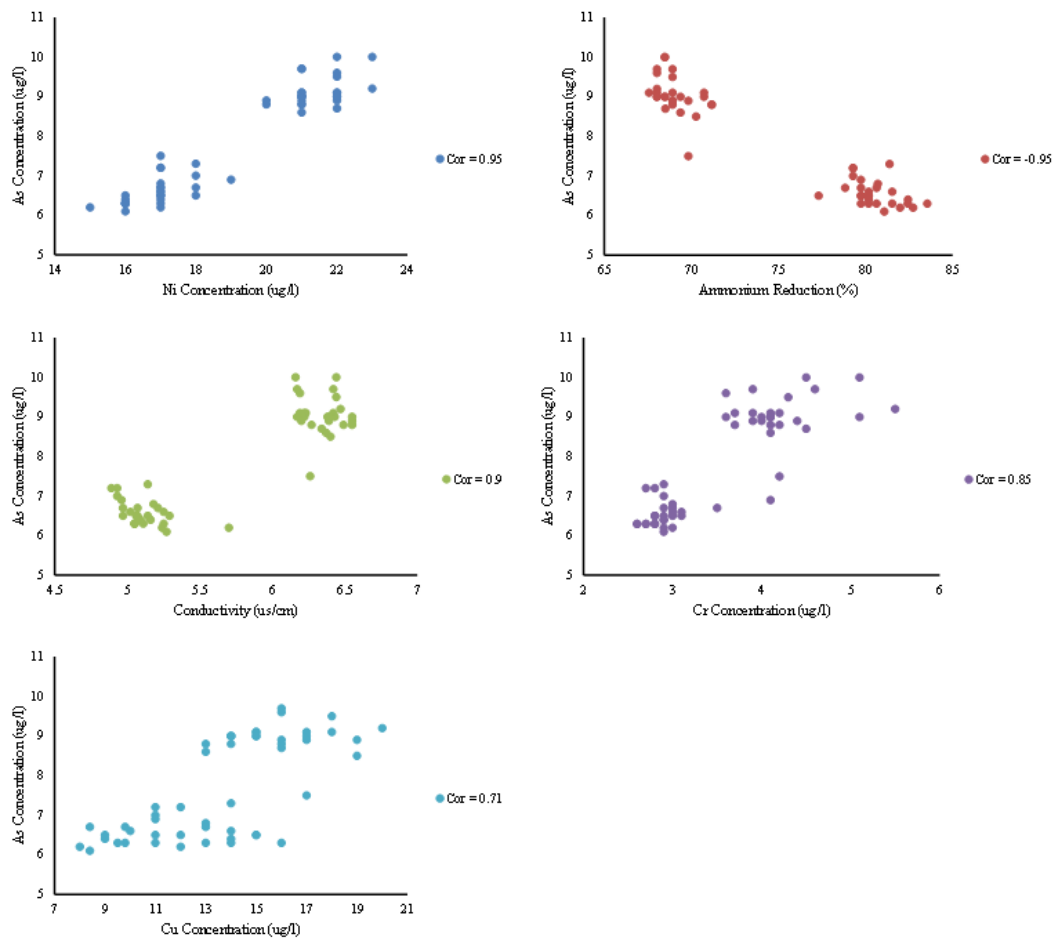 11
10
9
8
7
6
5
As Concentration (ug/l)
14 16 18 20 22 24
Ni Concentration (ug/l)
Cor = 0.95
11
10
9
8
7
6
5
As Concentration (ug/l)
65 70 75 80 85
Ammonium Reduction (%)
Cor = -0.95
11
10
9
8
7
6
5
As Concentration (ug/l)
4.5 5 5.5 6 6.5 7
Conductivity (us/cm)
Cor = 0.9
11
10
9
8
7
6
5
As Concentration (ug/l)
2 3 4 5 6
Cr Concentration (ug/l)
Cor = 0.85
11
10
9
8
7
6
5
As Concentration (ug/l)
7 9 11 13 15 17 19 21
Cu Concentration (ug/l)
Cor = 0.71